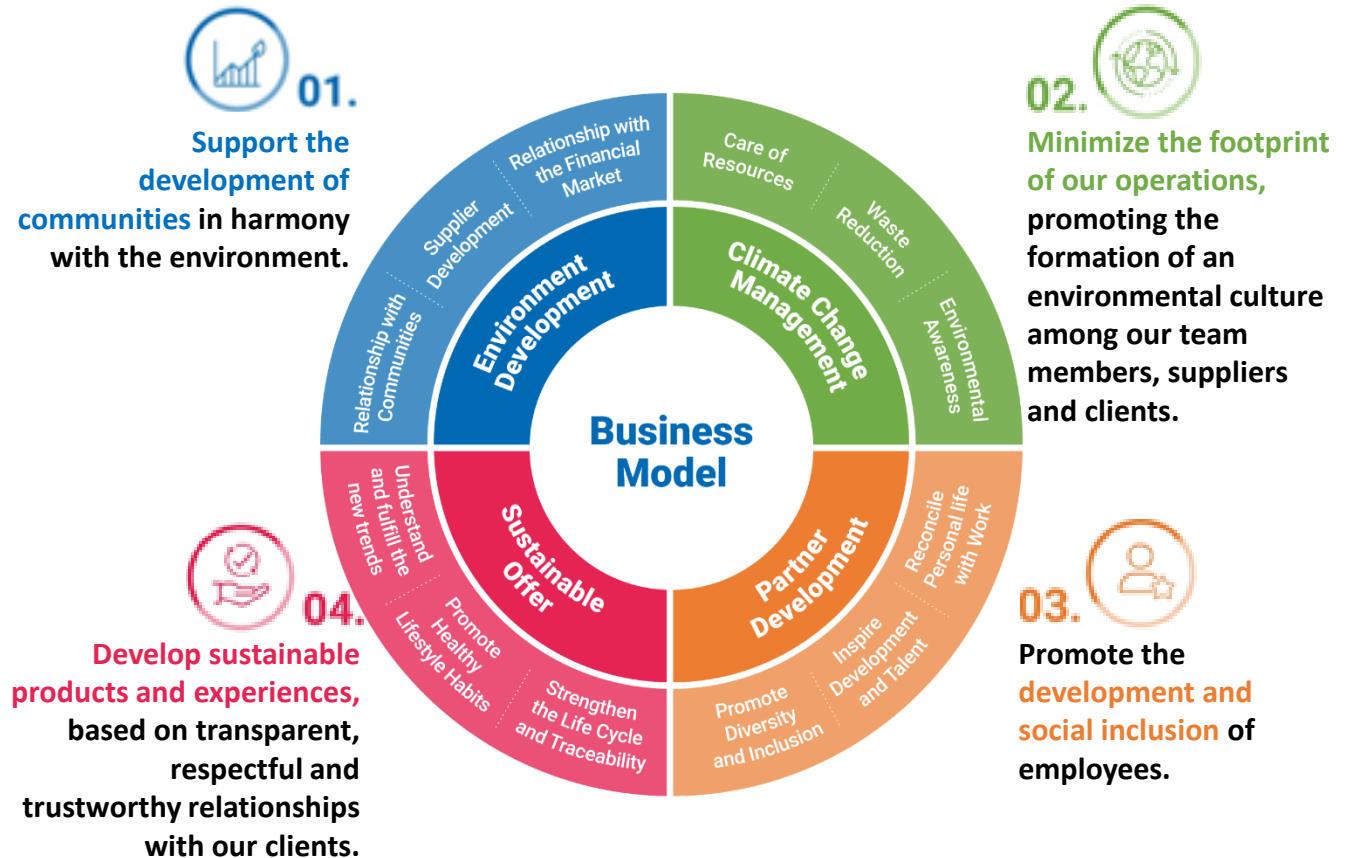 01.
Support the
development of
communities in harmony
with the environment.
02.
Minimize the footprint
of our operations,
promoting the
formation of an
environmental culture
among our team
members, suppliers
and clients.
Relationship with
the Financial
Market
Supplier
Development
Relationship with
Communities
Environment
Development
Care of
Resources
Waste
Reduction
Environmental
Awareness
Climate Change
Management
Business
Model
Understand
and fulfill the
new trends
Promote
Healthy
Lifestyle Habits
Strengthen
the Life Cycle
and Traceability
Sustainable
Offer
Reconcile
Personal life
with Work
Inspire
Development
and Talent
Promote
Diversity
and Inclusion
Partner
Development
04.
Develop sustainable
products and experiences,
based on transparent,
respectful and
trustworthy relationships
with our clients.
03.
Promote the
development and
social inclusion of
employees.